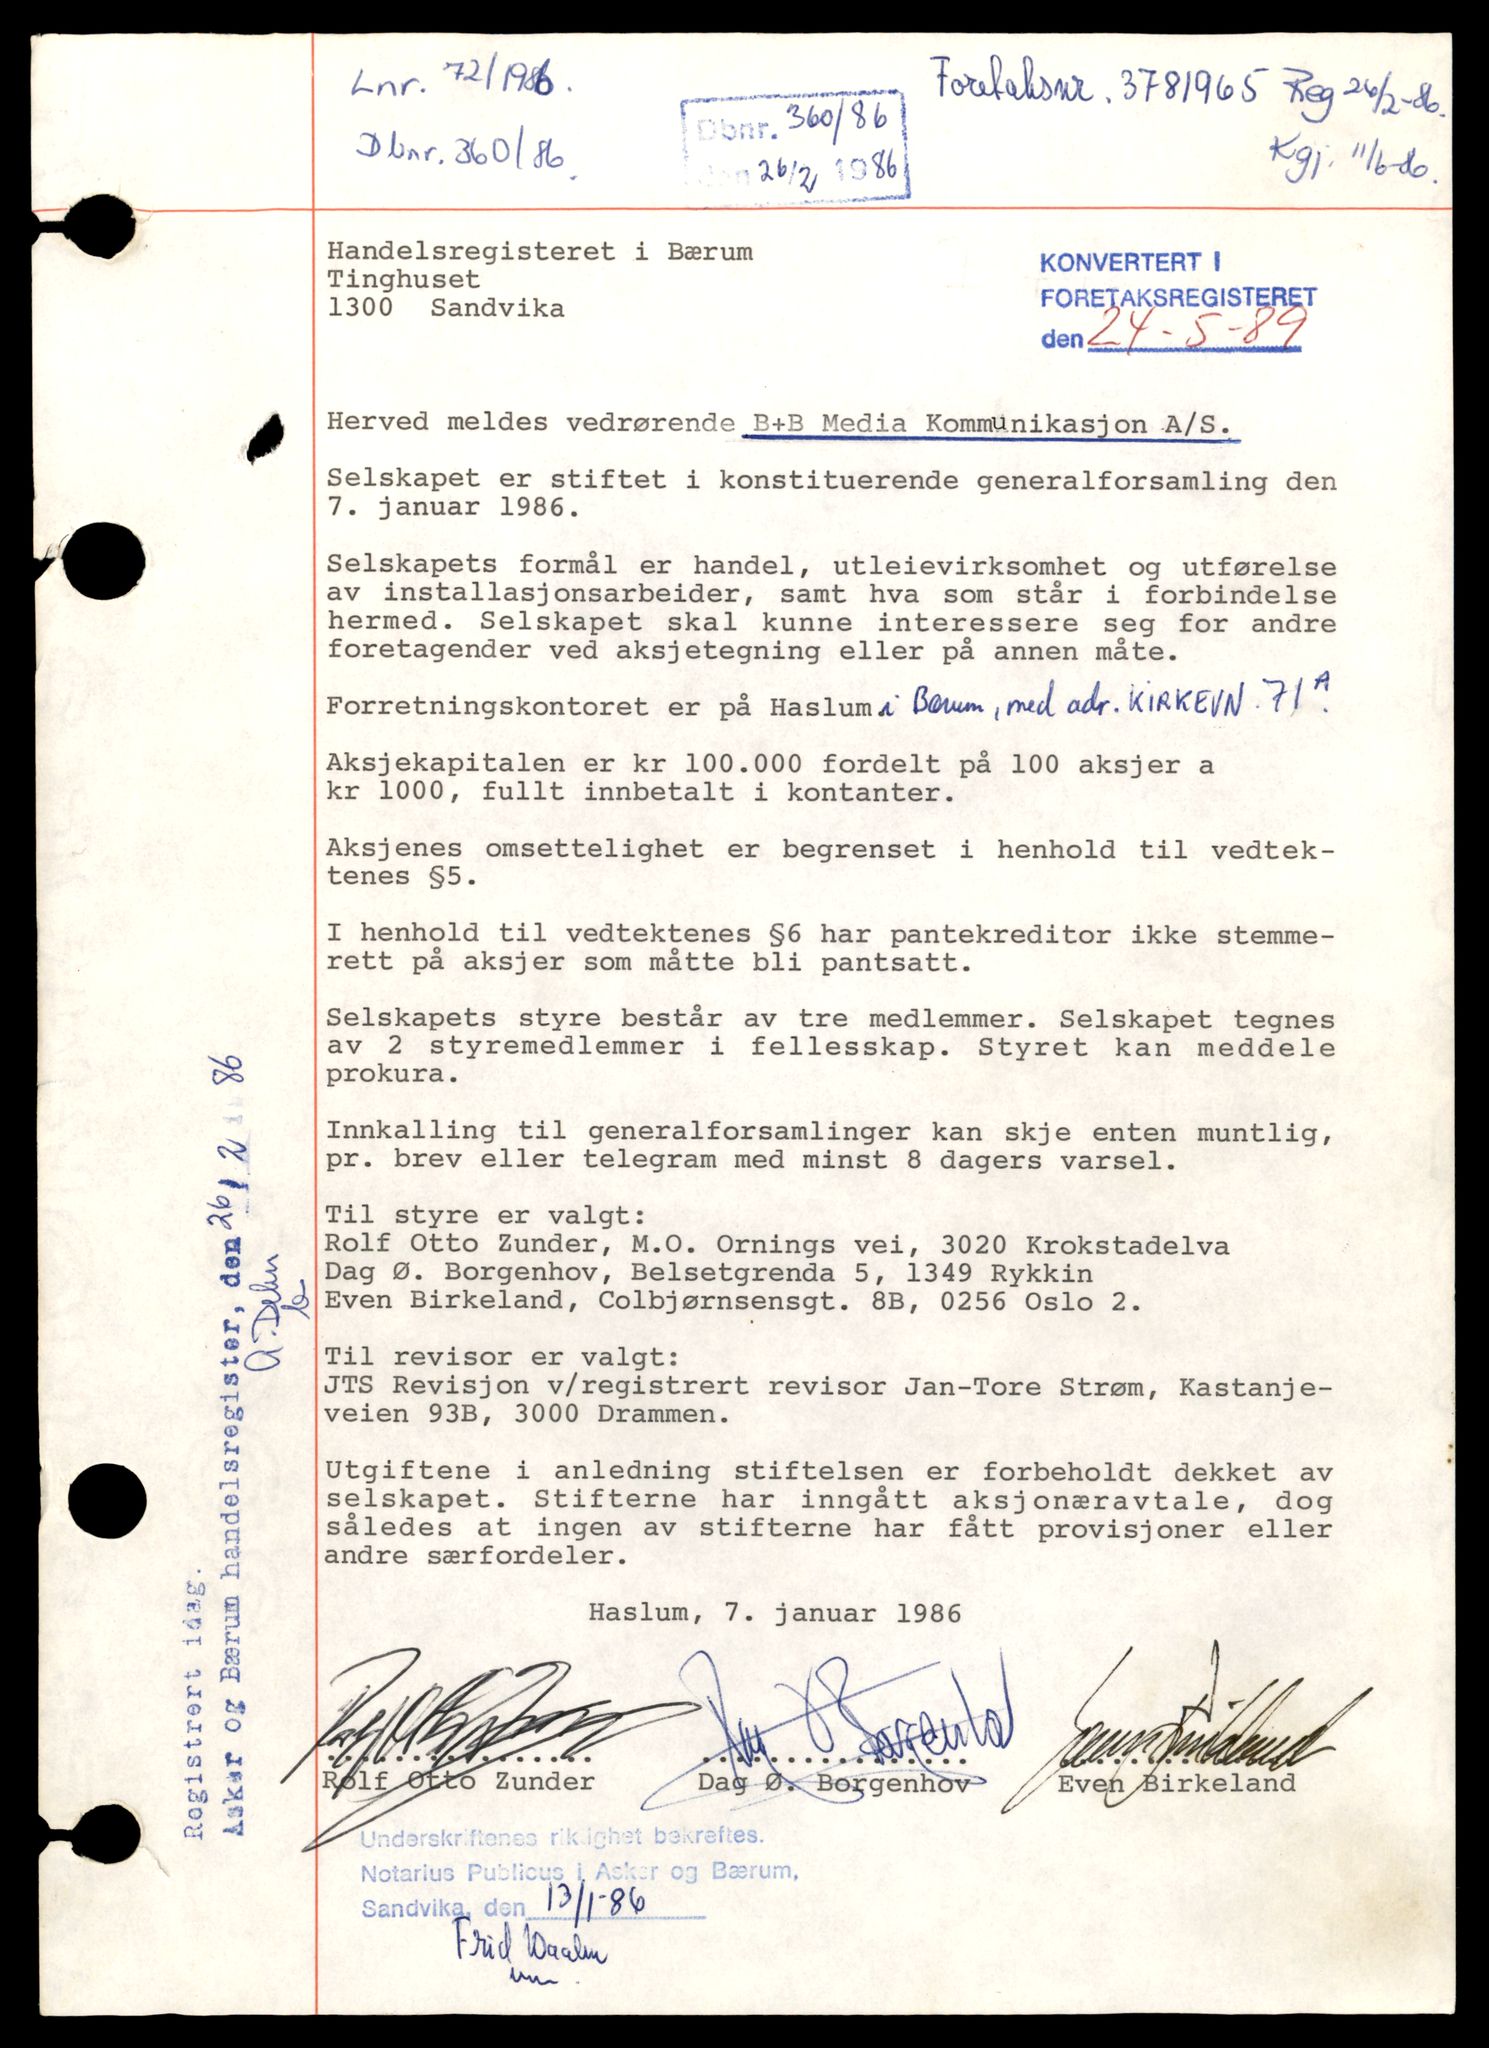 Lnr. 72/1986.
Dbnr. 360/86.
Dbnr. 360/86
den 26/2 1986
Foretaksnr. 3781965 Reg 26/2-86.
Kgj. 11/6-86.
Handelsregisteret i Bærum
Tinghuset
1300 Sandvika
KONVERTERT I
FORETAKSREGISTERET
den 24-5-89
Herved meldes vedrørende B+B Media Kommunikasjon A/S.
Selskapet er stiftet i konstituerende generalforsamling den
7. januar 1986.
Selskapets formål er handel, utleievirksomhet og utførelse
av installasjonsarbeider, samt hva som står i forbindelse
hermed. Selskapet skal kunne interessere seg for andre
foretagender ved aksjetegning eller på annen måte.
Forretningskontoret er på Haslum i Bærum, med adr. KIRKEVN. 71A.
Aksjekapitalen er kr 100.000 fordelt på 100 aksjer a
kr 1000, fullt innbetalt i kontanter.
Aksjenes omsettelighet er begrenset i henhold til vedtek-
tenes §5.
I henhold til vedtektenes §6 har pantekreditor ikke stemme-
rett på aksjer som måtte bli pantsatt.
Selskapets styre består av tre medlemmer. Selskapet tegnes
av 2 styremedlemmer i fellesskap. Styret kan meddele
prokura.
Innkalling til generalforsamlinger kan skje enten muntlig,
pr. brev eller telegram med minst 8 dagers varsel.
Til styre er valgt:
Rolf Otto Zunder, M.O. Ornings vei, 3020 Krokstadelva
Dag Ø. Borgenhov, Belsetgrenda 5, 1349 Rykkin
Even Birkeland, Colbjørnsensgt. 8B, 0256 Oslo 2.
Til revisor er valgt:
JTS Revisjon v/registrert revisor Jan-Tore Strøm, Kastanje-
veien 93B, 3000 Drammen.
Utgiftene i anledning stiftelsen er forbeholdt dekket av
selskapet. Stifterne har inngått aksjonæravtale, dog
således at ingen av stifterne har fått provisjoner eller
andre særfordeler.
Haslum, 7. januar 1986
Rolf Otto Zunder Dag Ø. Borgenhov Even Birkeland
Underskriftenes riktighet bekreftes.
Notarius Publicus i Asker og Bærum,
Sandvika, den 13/1-86
Registrert idag.
Asker og Bærum handelsregister, den 26/2 1986